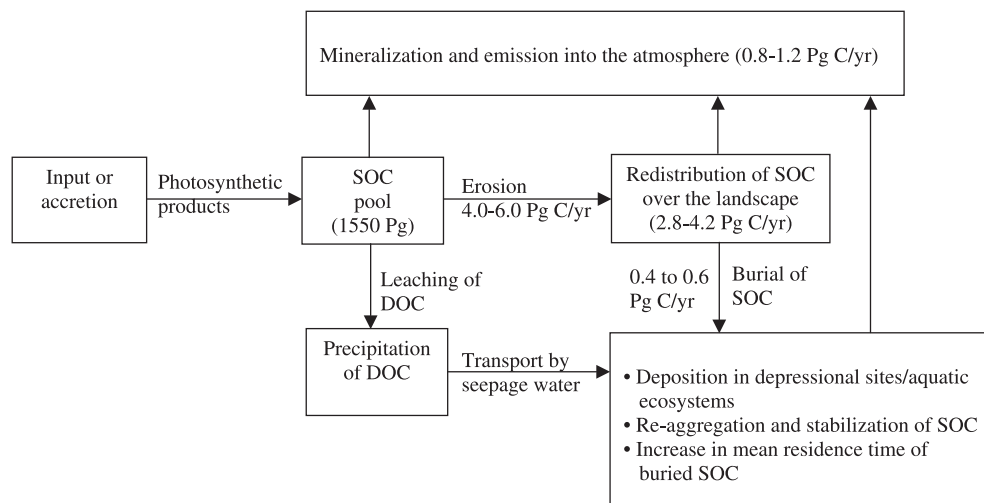 Mineralization and emission into the atmosphere (0.8-1.2 Pg C/yr)
Input or
accretion
Photosynthetic
products
SOC
pool
(1550 Pg)
Erosion
4.0-6.0 Pg C/yr
Redistribution of SOC
over the landscape
(2.8-4.2 Pg C/yr)
Leaching of
DOC
0.4 to 0.6
Pg C/yr
Burial of
SOC
Precipitation
of DOC
Transport by
seepage water
• Deposition in depressional sites/aquatic
ecosystems
• Re-aggregation and stabilization of SOC
• Increase in mean residence time of
buried SOC